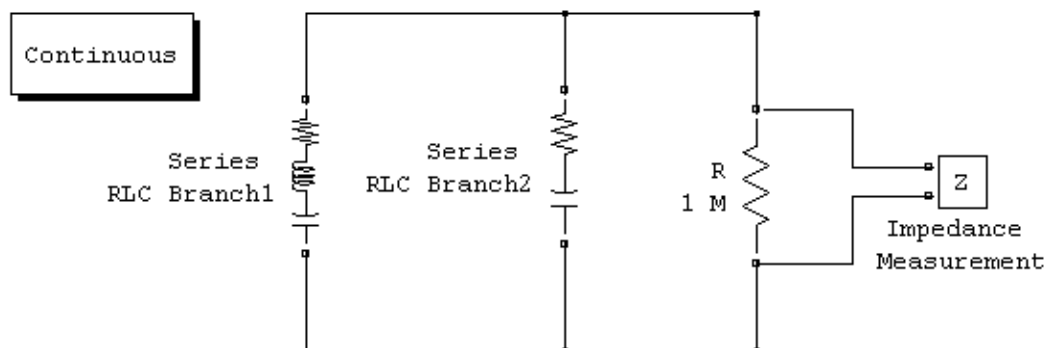 Continuous
Series
RLC Branch1
Series
RLC Branch2
R
1 M
Z
Impedance
Measurement